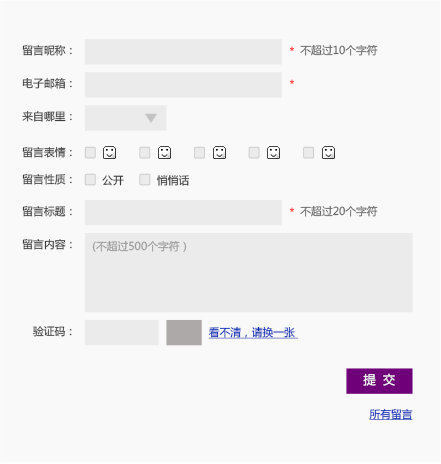 留言昵称： * 不超过10个字符
电子邮箱： *
来自哪里：
留言表情：
留言性质： 公开 悄悄话
留言标题： * 不超过20个字符
留言内容： (不超过500个字符）
验证码： 看不清，请换一张
提 交
所有留言